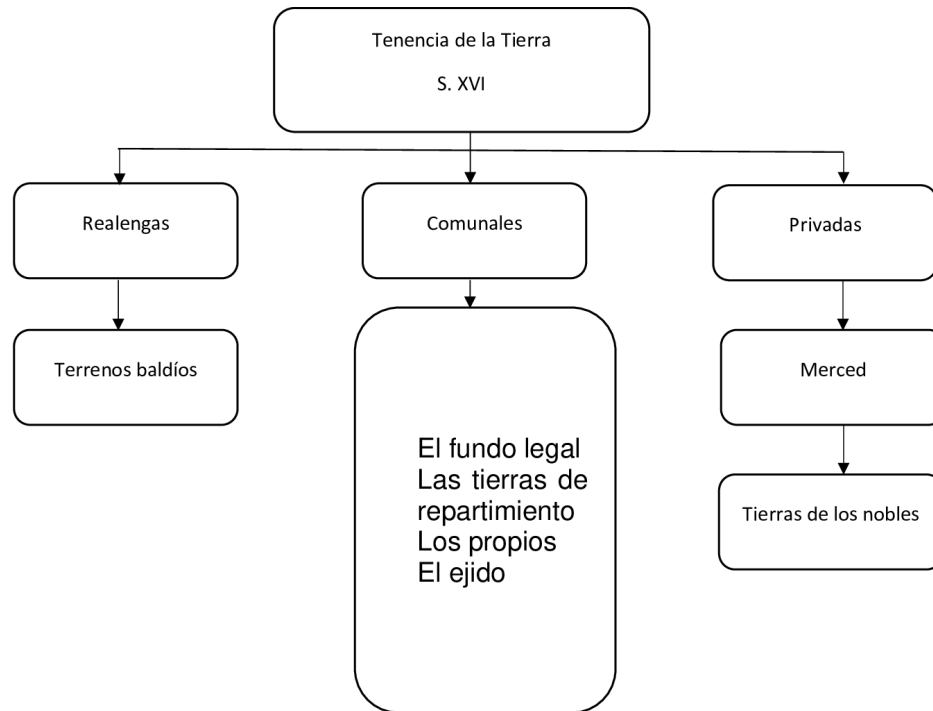 Tenencia de la Tierra
S. XVI
Realengas
Comunales
Privadas
Terrenos baldíos
El fundo legal
Las tierras de
repartimiento
Los propios
El ejido
Merced
Tierras de los nobles